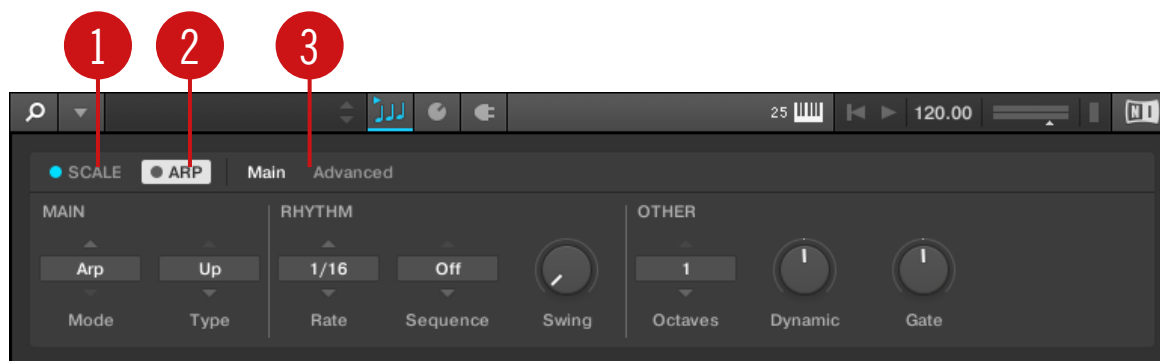 1 2 3
25 120.00 NI
SCALE ARP Main Advanced
MAIN RHYTHM OTHER
Arp Up 1/16 Off 1
Mode Type Rate Sequence Swing Octaves Dynamic Gate